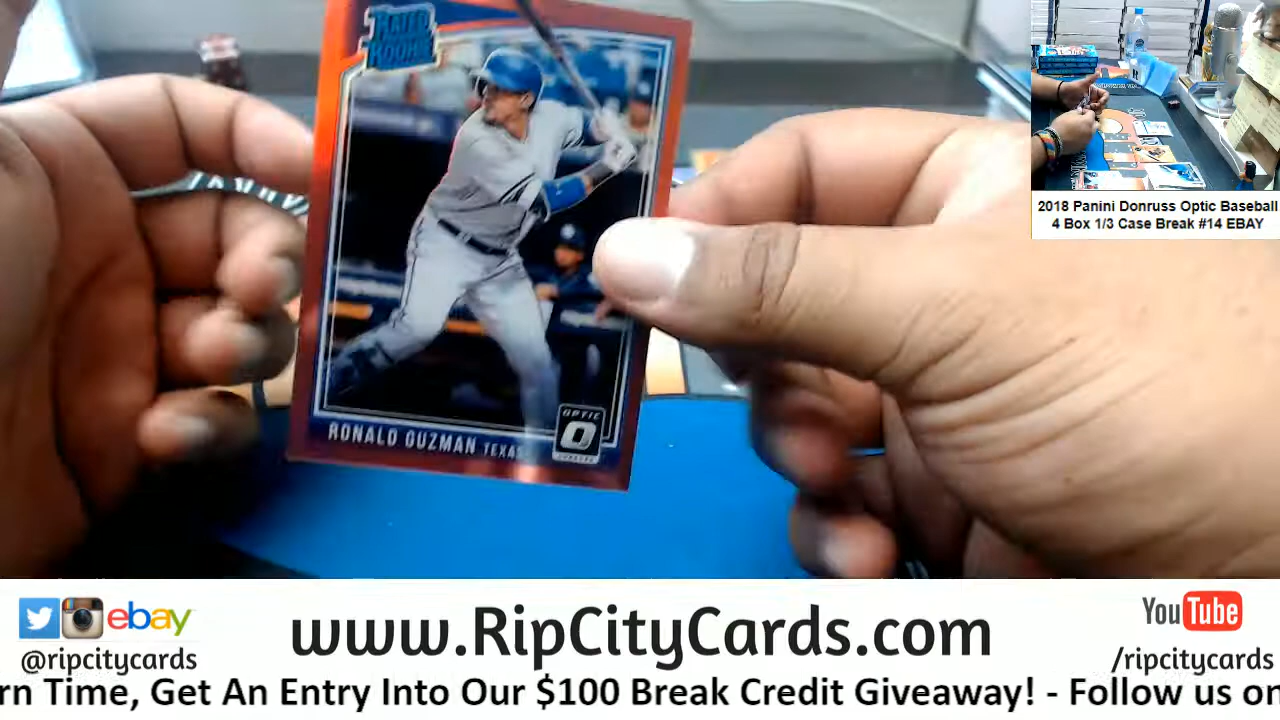 RATED
ROOKIE
RONALD GUZMAN TEXAS
OPTIC
2018 Panini Donruss Optic Baseball
4 Box 1/3 Case Break #14 EBAY
ebay
@ripcitycards
www.RipCityCards.com
YouTube
/ripcitycards
rn Time, Get An Entry Into Our $100 Break Credit Giveaway! - Follow us on